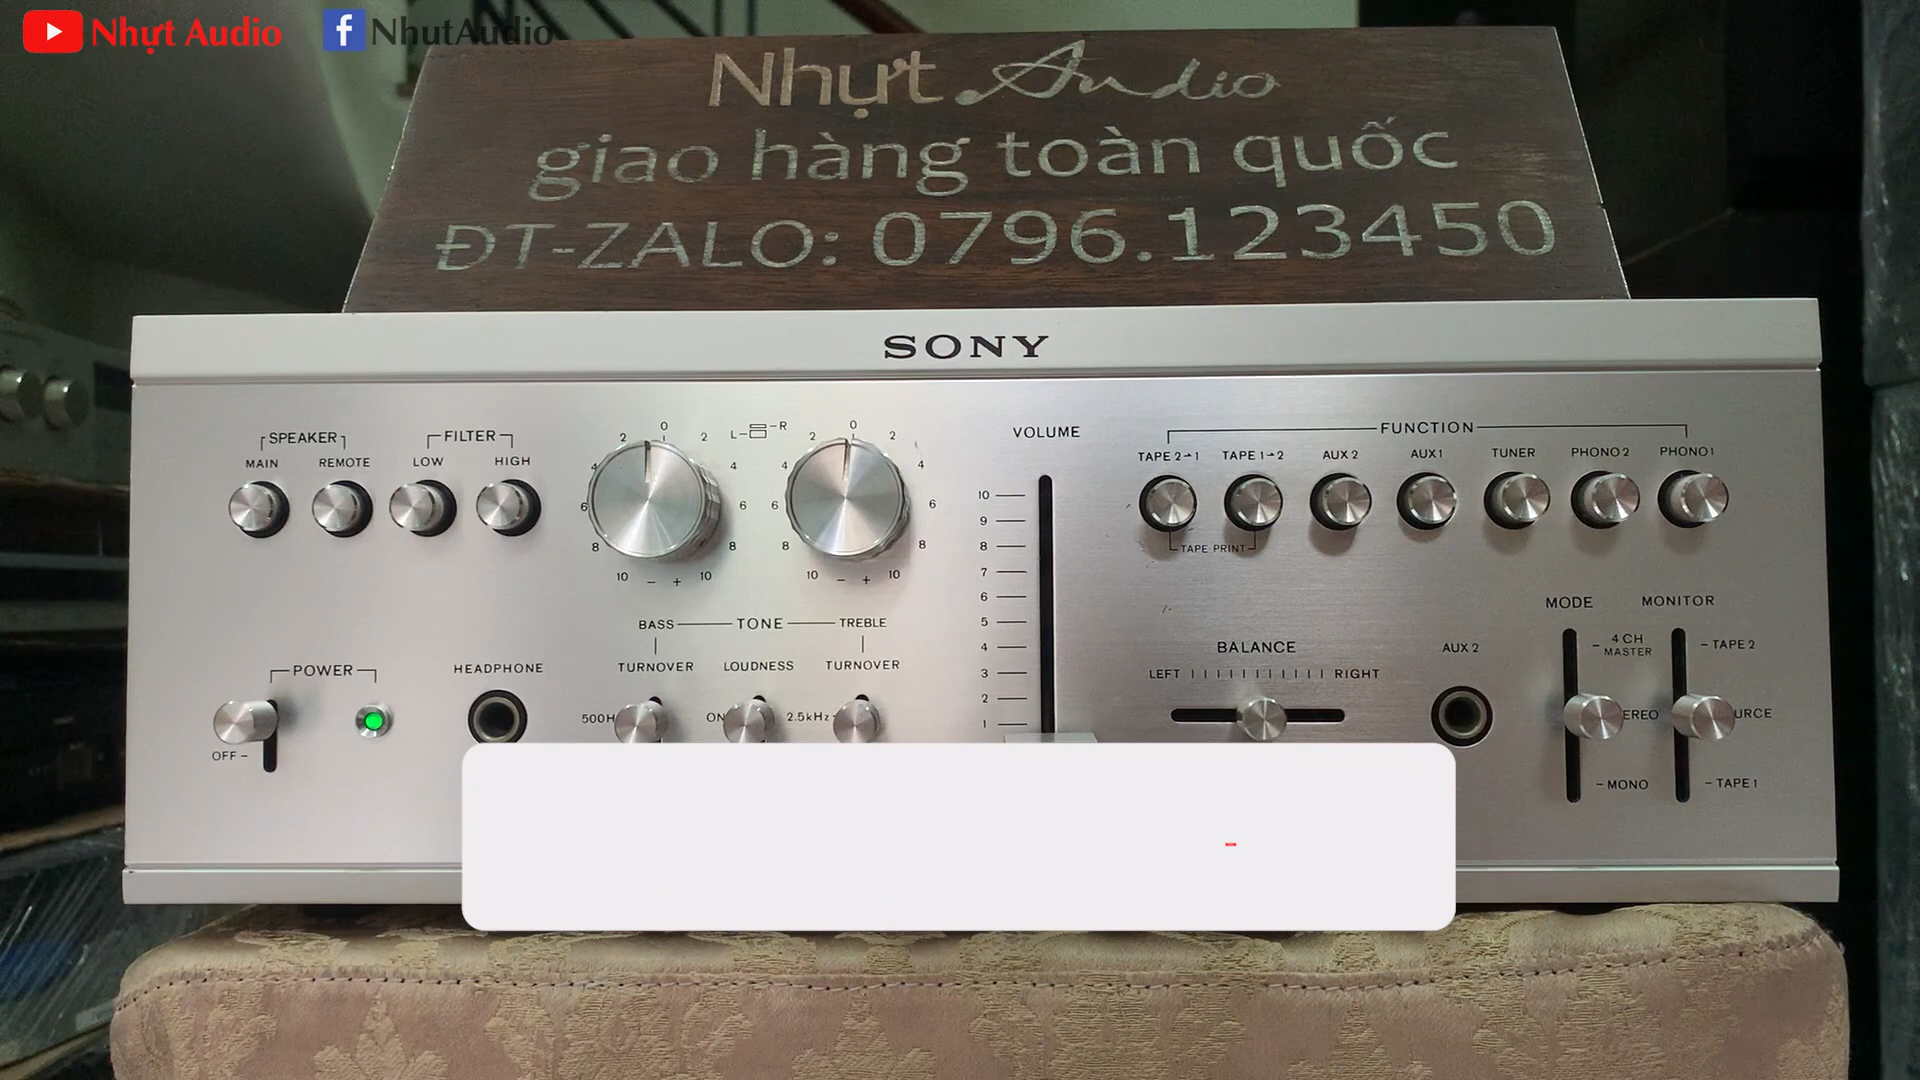 Nhựt Audio NhutAudio
Nhựt Audio
giao hàng toàn quốc
ĐT-ZALO: 0796.123450
SONY
SPEAKER FILTER
MAIN REMOTE LOW HIGH
0 2 2 4 4 6 6 8 8 10 - + 10
L R
0 2 2 4 4 6 6 8 8 10 - + 10
BASS TONE TREBLE
TURNOVER LOUDNESS TURNOVER
ON 2.5kHz
POWER
OFF
HEADPHONE
VOLUME
10
9
8
7
6
5
4
3
2
1
FUNCTION
TAPE 2→1 TAPE 1→2 AUX 2 AUX 1 TUNER PHONO 2 PHONO 1
TAPE PRINT
BALANCE
LEFT RIGHT
AUX 2
MODE MONITOR
4 CH
MASTER
TAPE 2
MONO
TAPE 1